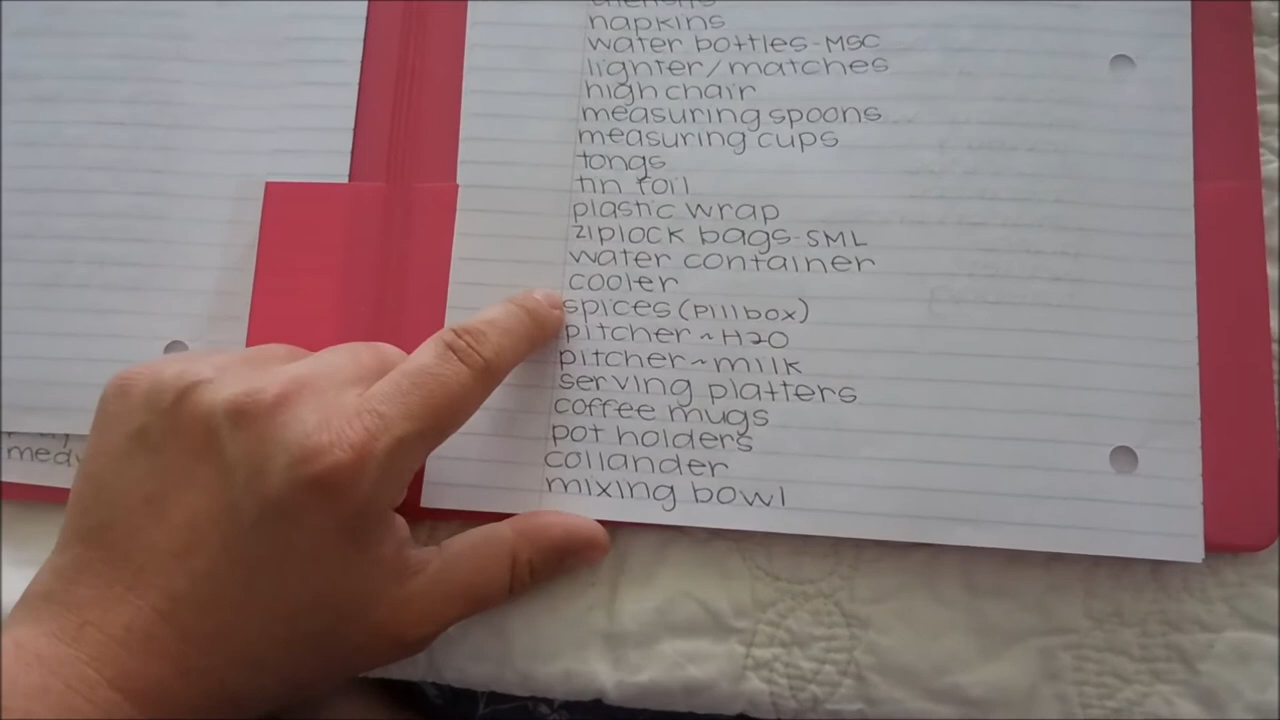 utensils
napkins
water bottles-MSC
lighter/matches
high chair
measuring spoons
measuring cups
tongs
tin foil
plastic wrap
ziplock bags-SML
water container
cooler
spices (pillbox)
pitcher ~ H2O
pitcher ~ milk
serving platters
coffee mugs
pot holders
collander
mixing bowl